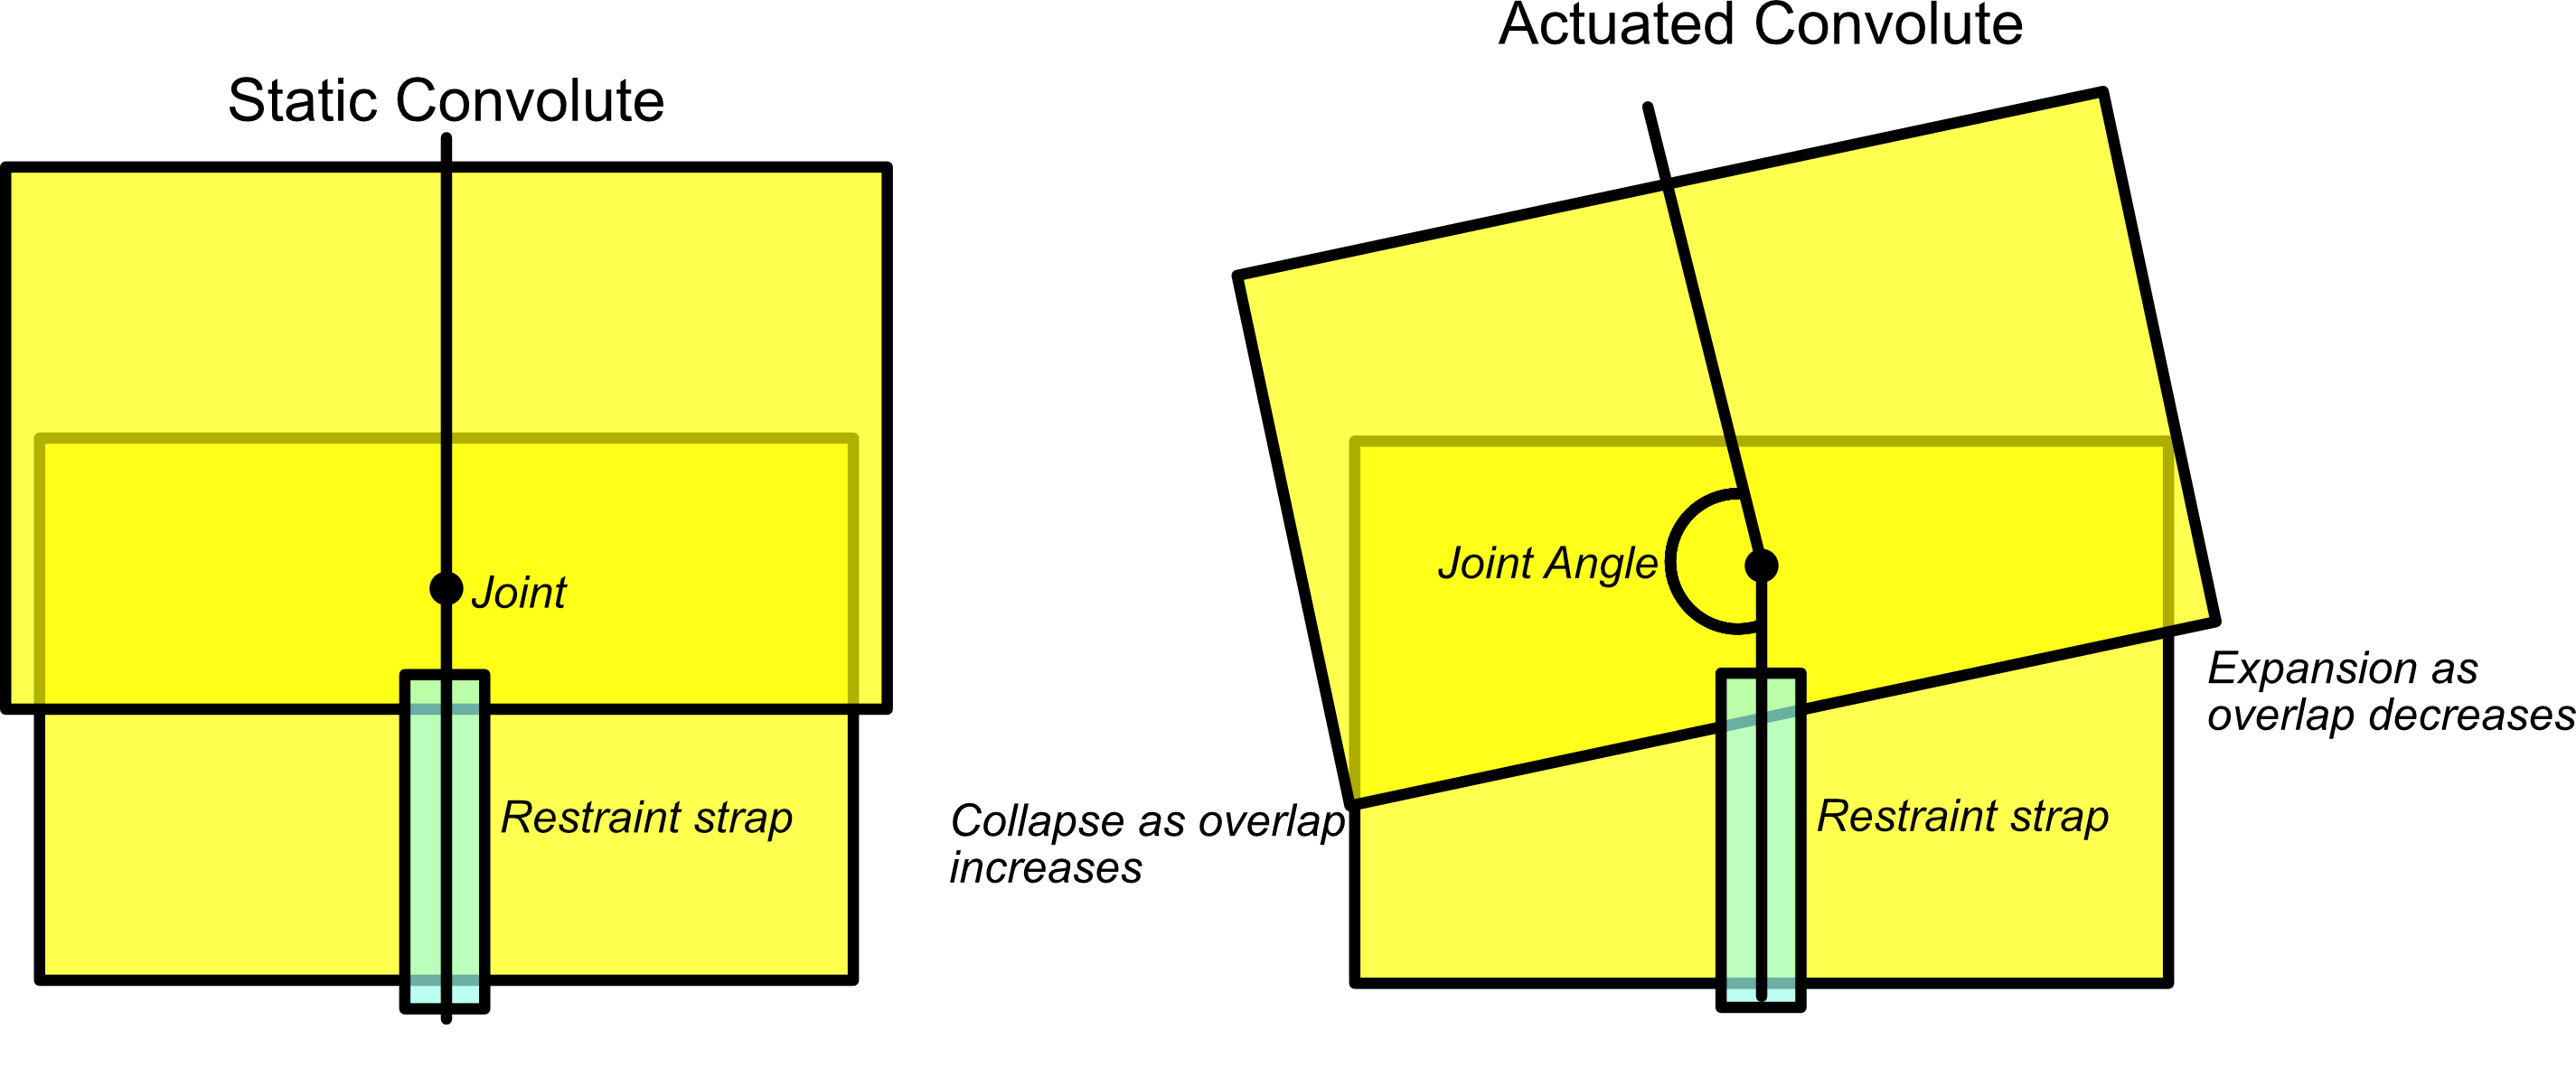 Static Convolute
Joint
Restraint strap
Actuated Convolute
Joint Angle
Expansion as
overlap decreases
Collapse as overlap
increases
Restraint strap